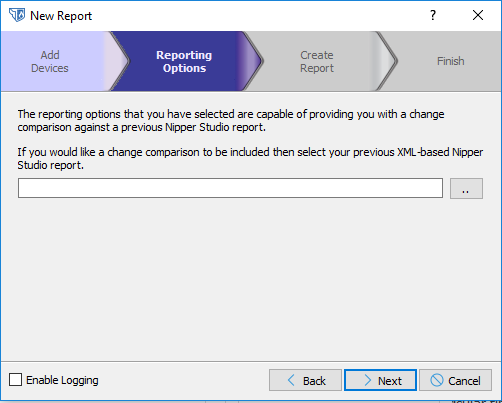 New Report
?
Add
Devices
Reporting
Options
Create
Report
Finish
The reporting options that you have selected are capable of providing you with a change
comparison against a previous Nipper Studio report.
If you would like a change comparison to be included then select your previous XML-based Nipper
Studio report.
..
Enable Logging
Back
Next
Cancel